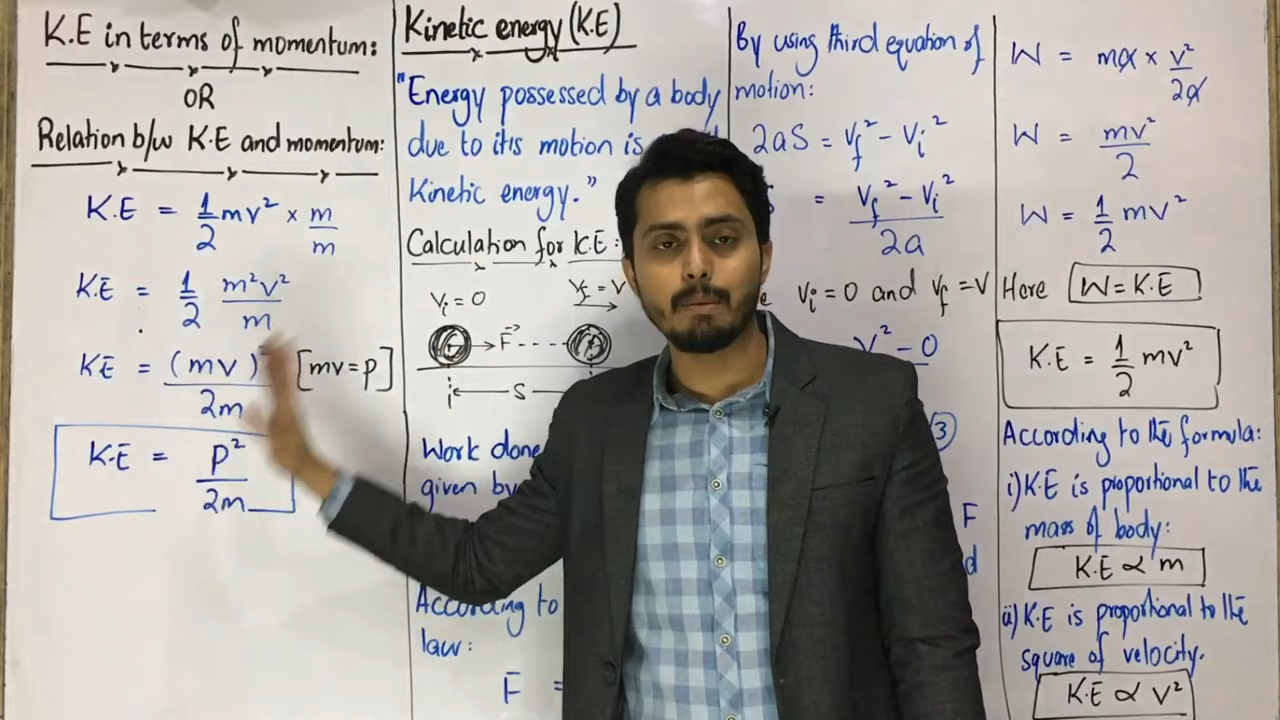 K.E in terms of momentum:
OR
Relation b/w K.E and momentum:
K.E = 1/2 mv² × m/m
K.E = 1/2 m²v²/m
K.E = (mv)²/2m [mv=p]
K.E = P²/2m
Kinetic energy (K.E)
"Energy possessed by a body
due to its motion is
Kinetic energy."
Calculation for K.E:
Vi = 0 Vf = V
F
S
Work done
given by
According to
law:
F =
By using third equation of
motion:
2aS = Vf² - Vi²
S = Vf² - Vi²/2a
Vi = 0 and Vf = V
V² - 0
3
F
d
W = ma × v²/2a
W = mv²/2
W = 1/2 mv²
Here W = K.E
K.E = 1/2 mv²
According to the formula:
i) K.E is proportional to the
mass of body:
K.E ∝ m
ii) K.E is proportional to the
square of velocity.
K.E ∝ V²